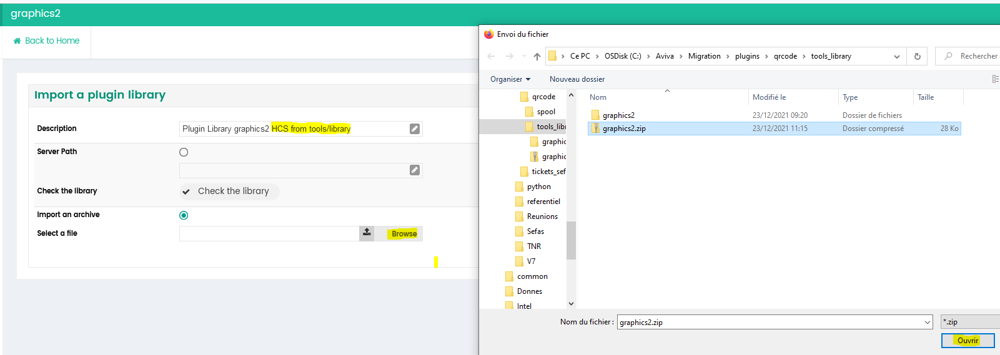 graphics2
Back to Home
Import a plugin library
Description
Plugin Library graphics2 HCS from tools/library
Server Path
Check the library
Check the library
Import an archive
Select a file
Browse
Envoi du fichier
Ce PC > OSDisk (C:) > Aviva > Migration > plugins > qrcode > tools_library
Rechercher
Organiser
Nouveau dossier
qrcode
spool
tools_libr
graphic
graphic
tickets_sef
python
referentiel
Reunions
Sefas
TNR
V7
common
Donnes
Intel
Nom Modifié le Type Taille
graphics2 23/12/2021 09:20 Dossier de fichiers
graphics2.zip 23/12/2021 11:15 Dossier compressé 28 Ko
Nom du fichier : graphics2.zip *.zip
Ouvrir